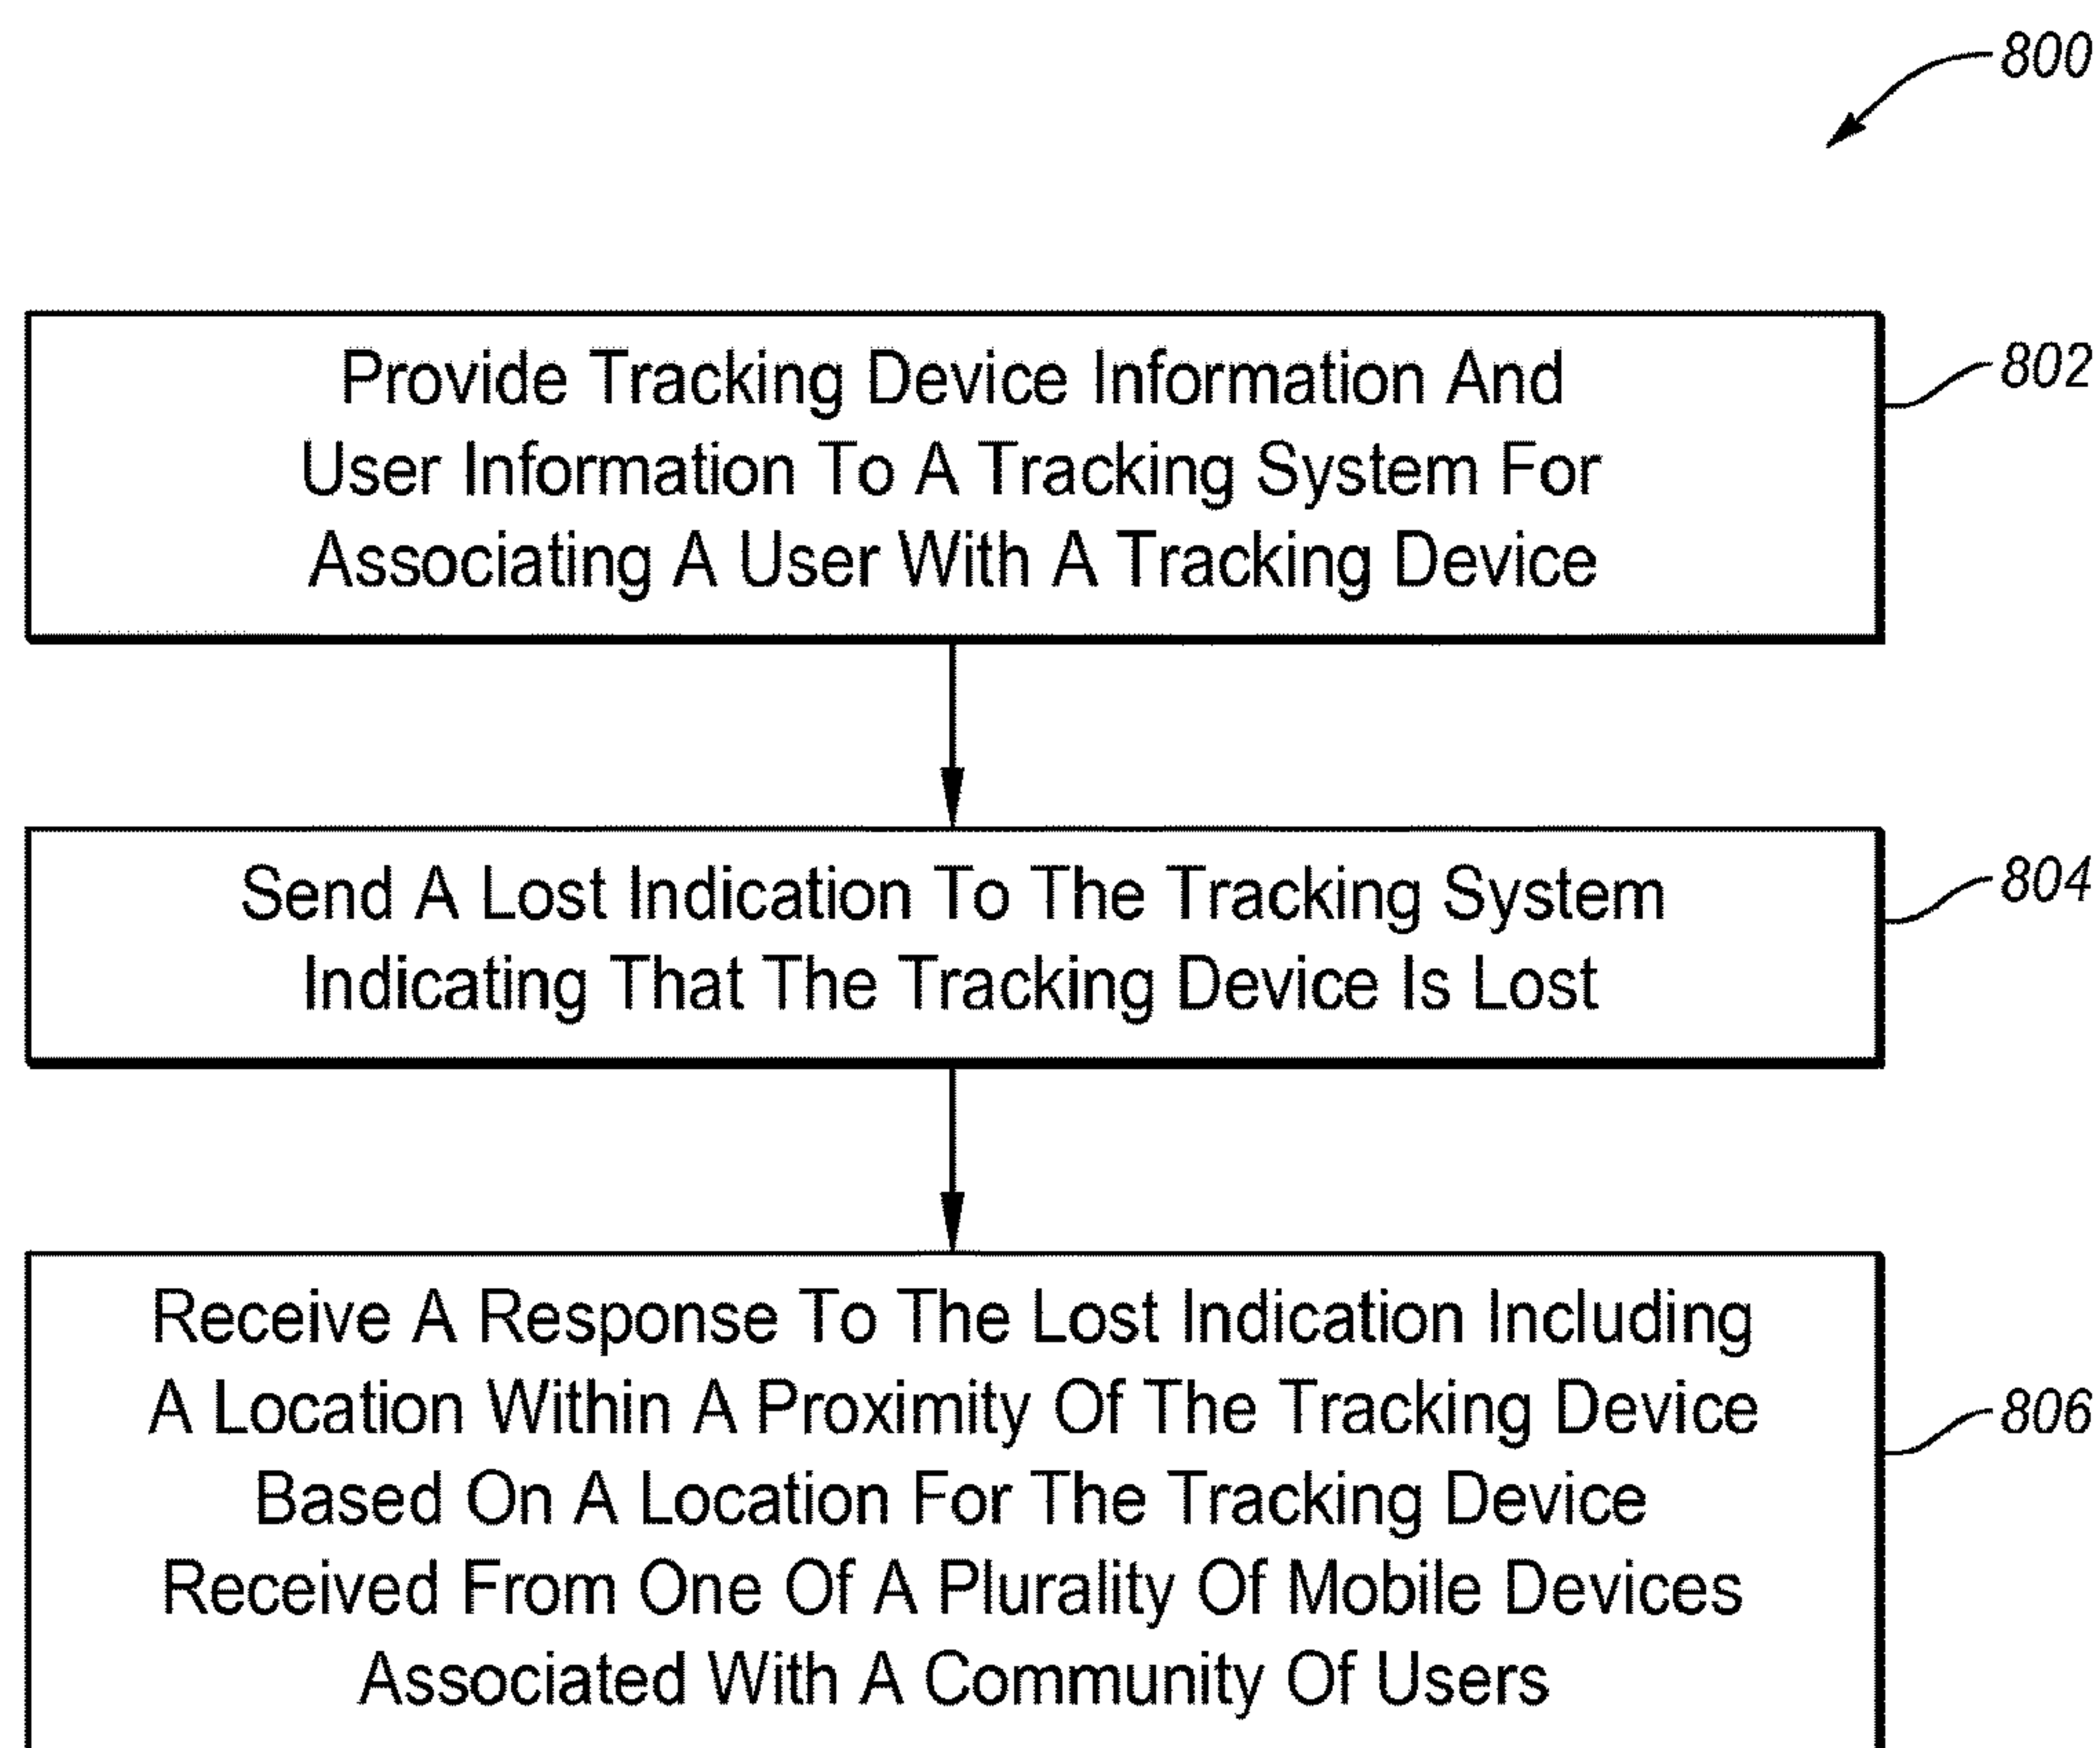 800
Provide Tracking Device Information And
User Information To A Tracking System For
Associating A User With A Tracking Device
802
Send A Lost Indication To The Tracking System
Indicating That The Tracking Device Is Lost
804
Receive A Response To The Lost Indication Including
A Location Within A Proximity Of The Tracking Device
Based On A Location For The Tracking Device
Received From One Of A Plurality Of Mobile Devices
Associated With A Community Of Users
806